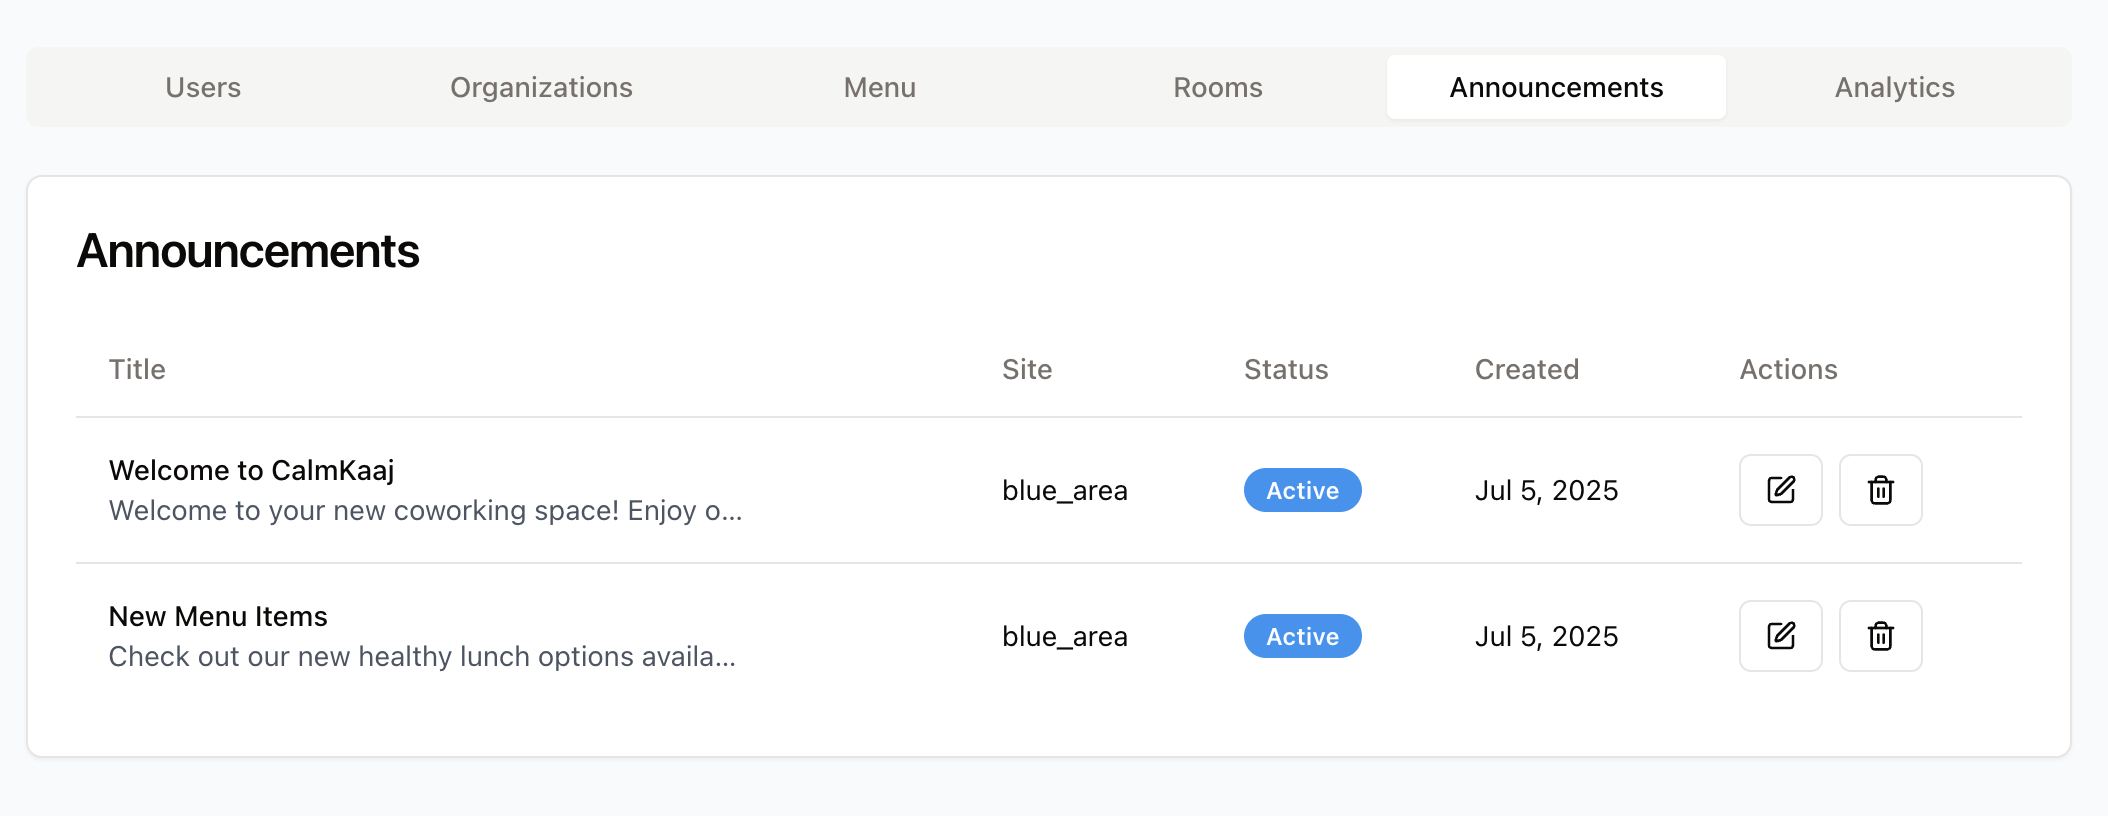 Users Organizations Menu Rooms Announcements Analytics
Announcements
Title Site Status Created Actions
Welcome to CalmKaaj
Welcome to your new coworking space! Enjoy o...
blue_area Active Jul 5, 2025
New Menu Items
Check out our new healthy lunch options availa...
blue_area Active Jul 5, 2025